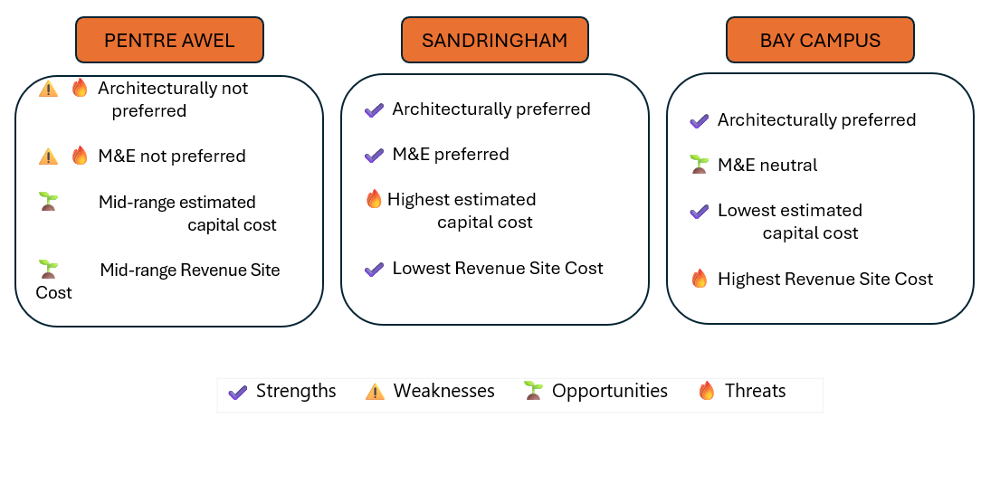 PENTRE AWEL
SANDRINGHAM
BAY CAMPUS
Architecturally not
preferred
M&E not preferred
Mid-range estimated
capital cost
Mid-range Revenue Site
Cost
Architecturally preferred
M&E preferred
Highest estimated
capital cost
Lowest Revenue Site Cost
Architecturally preferred
M&E neutral
Lowest estimated
capital cost
Highest Revenue Site Cost
Strengths Weaknesses Opportunities Threats